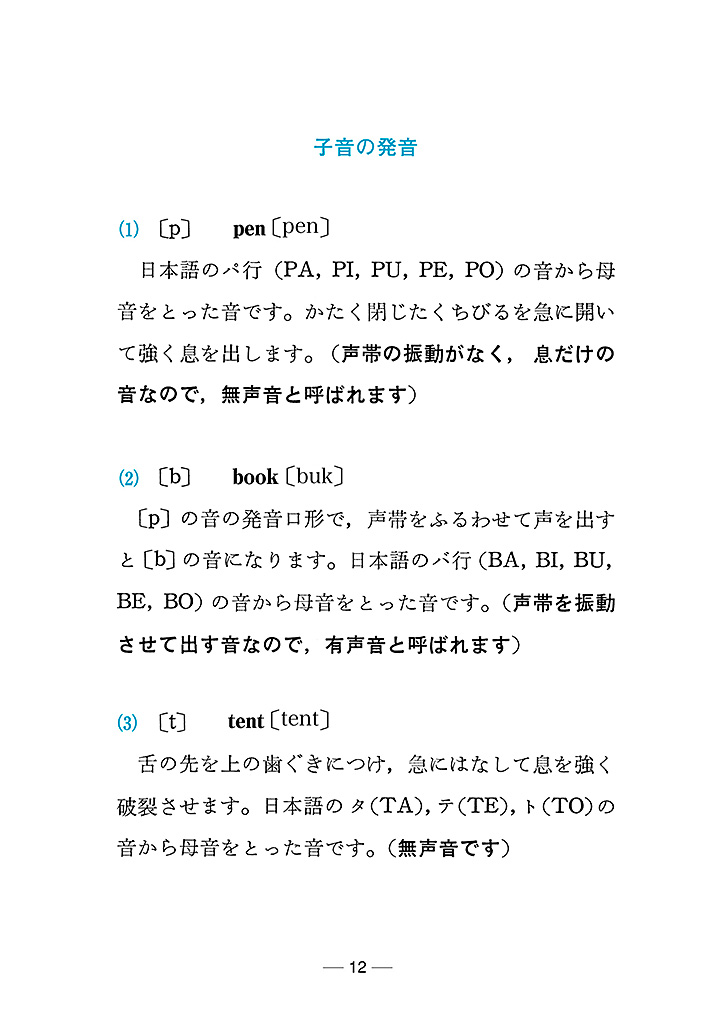 子音の発音
(1) 〔p〕 pen〔pen〕
日本語のパ行（PA, PI, PU, PE, PO）の音から母
音をとった音です。かたく閉じたくちびるを急に開い
て強く息を出します。（声帯の振動がなく，息だけの
音なので，無声音と呼ばれます）
(2) 〔b〕 book〔buk〕
〔p〕の音の発音口形で，声帯をふるわせて声を出す
と〔b〕の音になります。日本語のバ行（BA, BI, BU,
BE, BO）の音から母音をとった音です。（声帯を振動
させて出す音なので，有声音と呼ばれます）
(3) 〔t〕 tent〔tent〕
舌の先を上の歯ぐきにつけ，急にはなして息を強く
破裂させます。日本語のタ(TA), テ(TE), ト(TO)の
音から母音をとった音です。（無声音です）
— 12 —